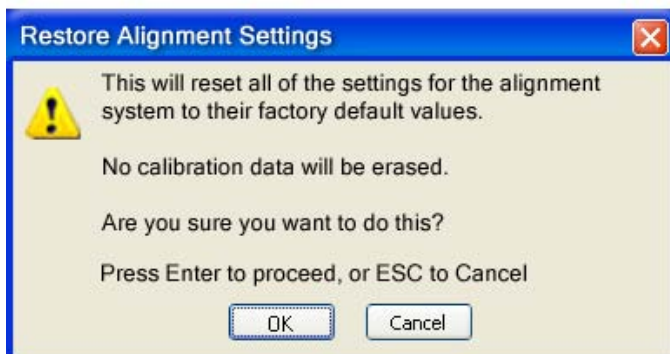 Restore Alignment Settings
This will reset all of the settings for the alignment
system to their factory default values.
No calibration data will be erased.
Are you sure you want to do this?
Press Enter to proceed, or ESC to Cancel
OK Cancel